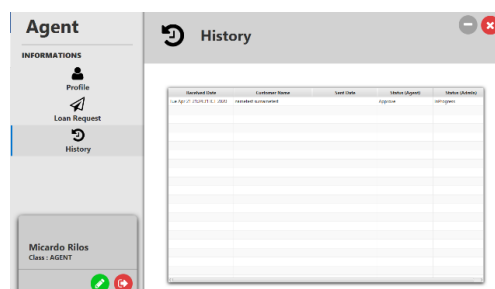 Agent
INFORMATIONS
Profile
Loan Request
History
Micardo Rilos
Class : AGENT
History
Received Date Customer Name Sent Date Status (Agent) Status (Admin)
Approve